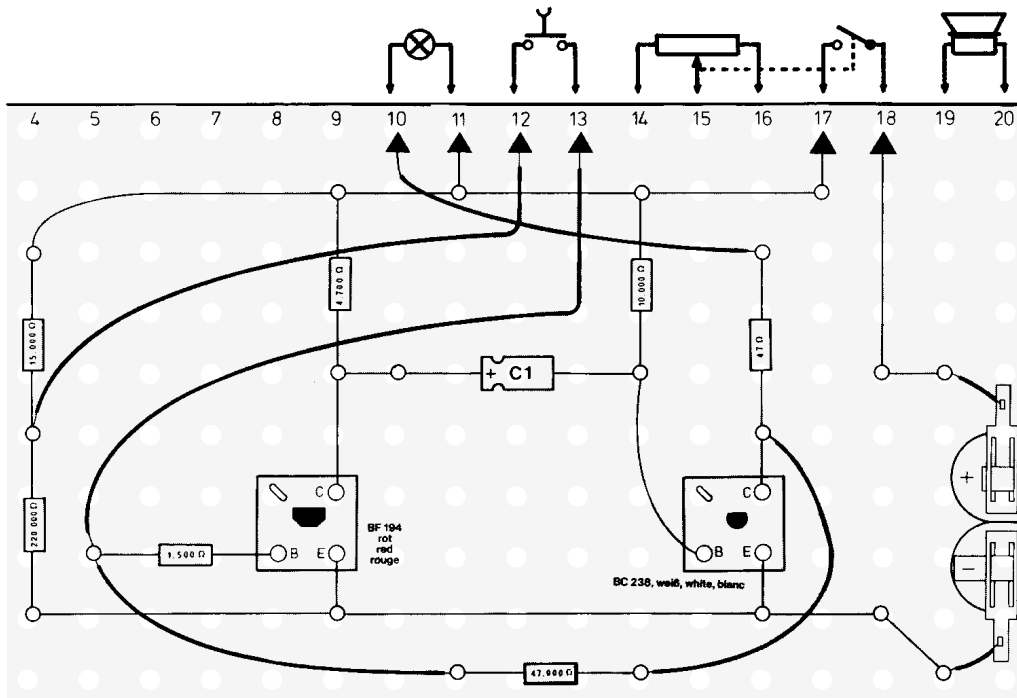 4 5 6 7 8 9 10 11 12 13 14 15 16 17 18 19 20
4.700 Ω
10.000 Ω
15.000 Ω
47Ω
+ C1
C
C
+
220.000 Ω
BF 194
rot
red
rouge
1.500 Ω
B E
B E
−
BC 238, weiß, white, blanc
47.000 Ω